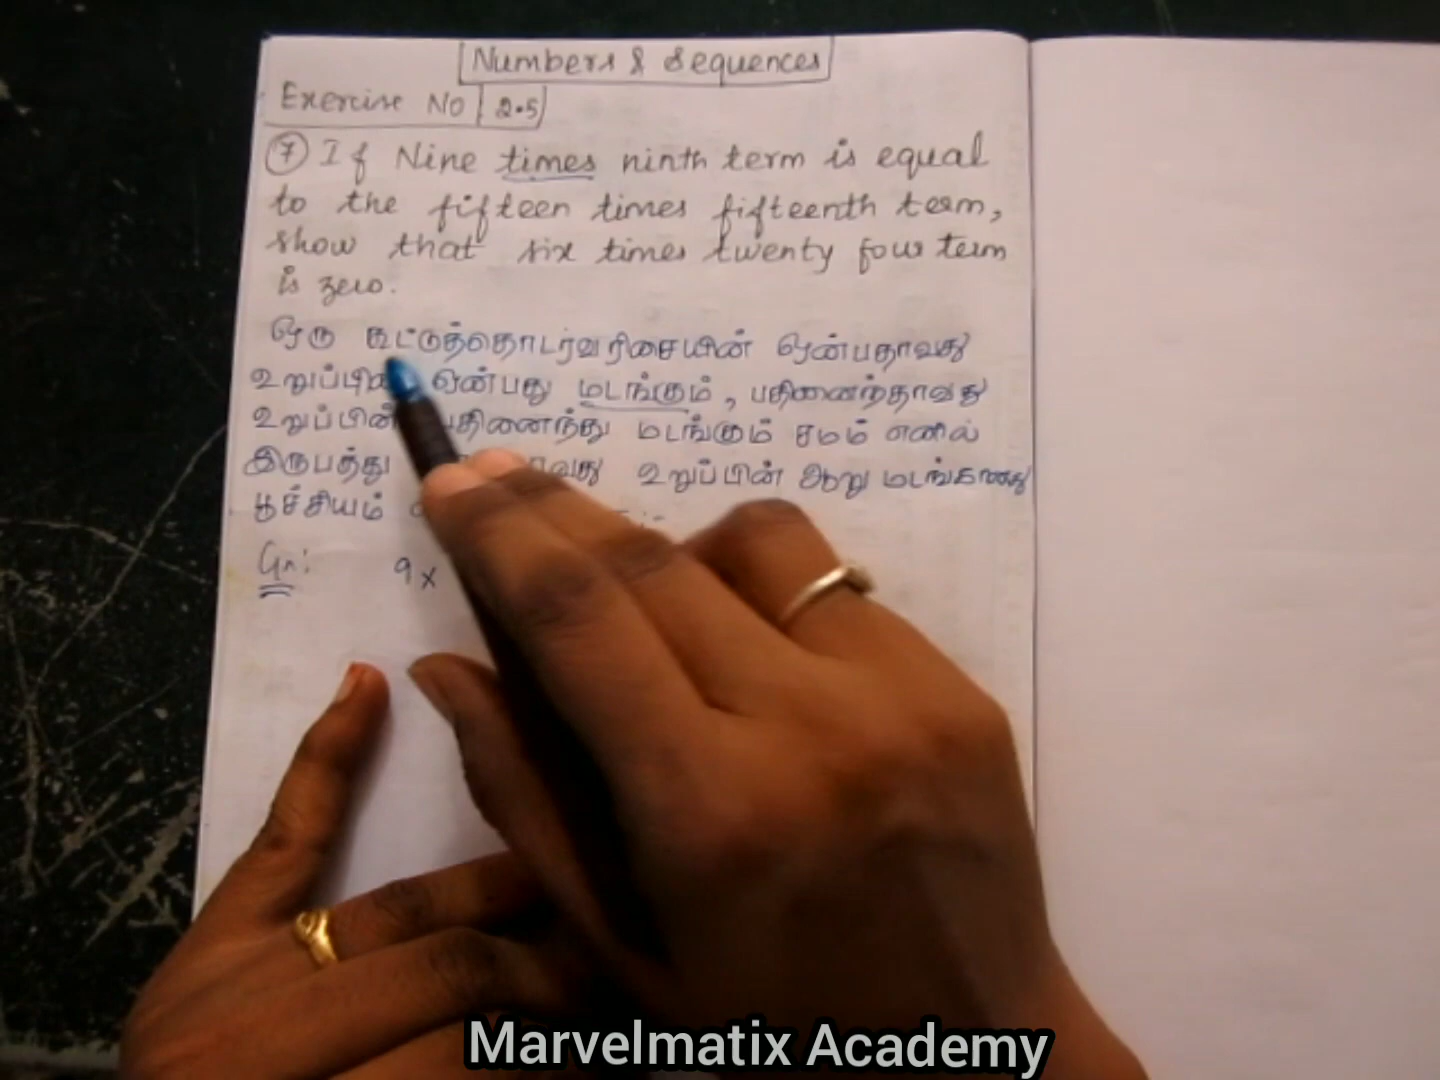 Numbers & Sequences
Exercise No 2.5
7 If Nine times ninth term is equal
to the fifteen times fifteenth term,
show that six times twenty four term
is zero.
ஒரு கூட்டுத்தொடர்வரிசையின் ஒன்பதாவது
உறுப்பின் ஒன்பது மடங்கும், பதினைந்தாவது
உறுப்பின் பதினைந்து மடங்கும் சமம் எனில்
இருபத்து உறுப்பின் ஆறு மடங்கானது
பூச்சியம்
Gn:
9 x
Marvelmatix Academy